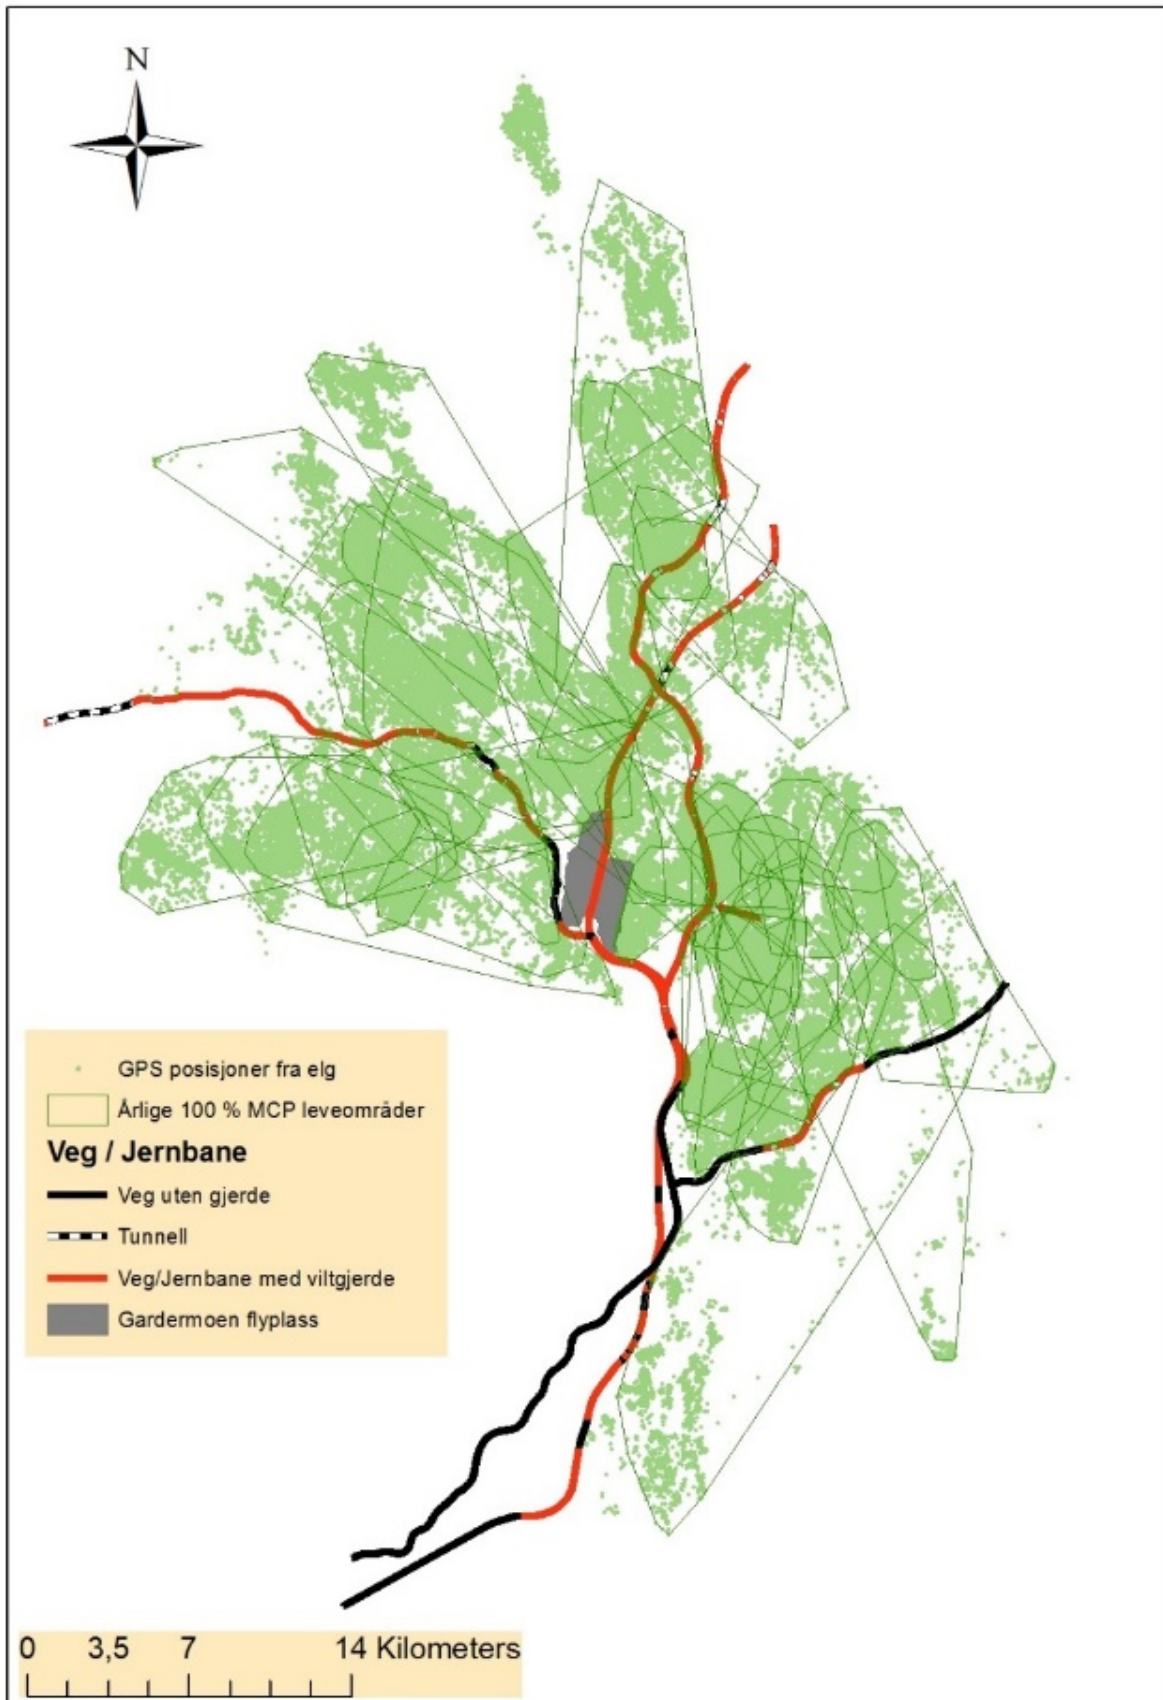 N
GPS posisjoner fra elg
Årlige 100 % MCP leveområder
Veg / Jernbane
Veg uten gjerde
Tunnell
Veg/Jernbane med viltgjerde
Gardermoen flyplass
0 3,5 7 14 Kilometers